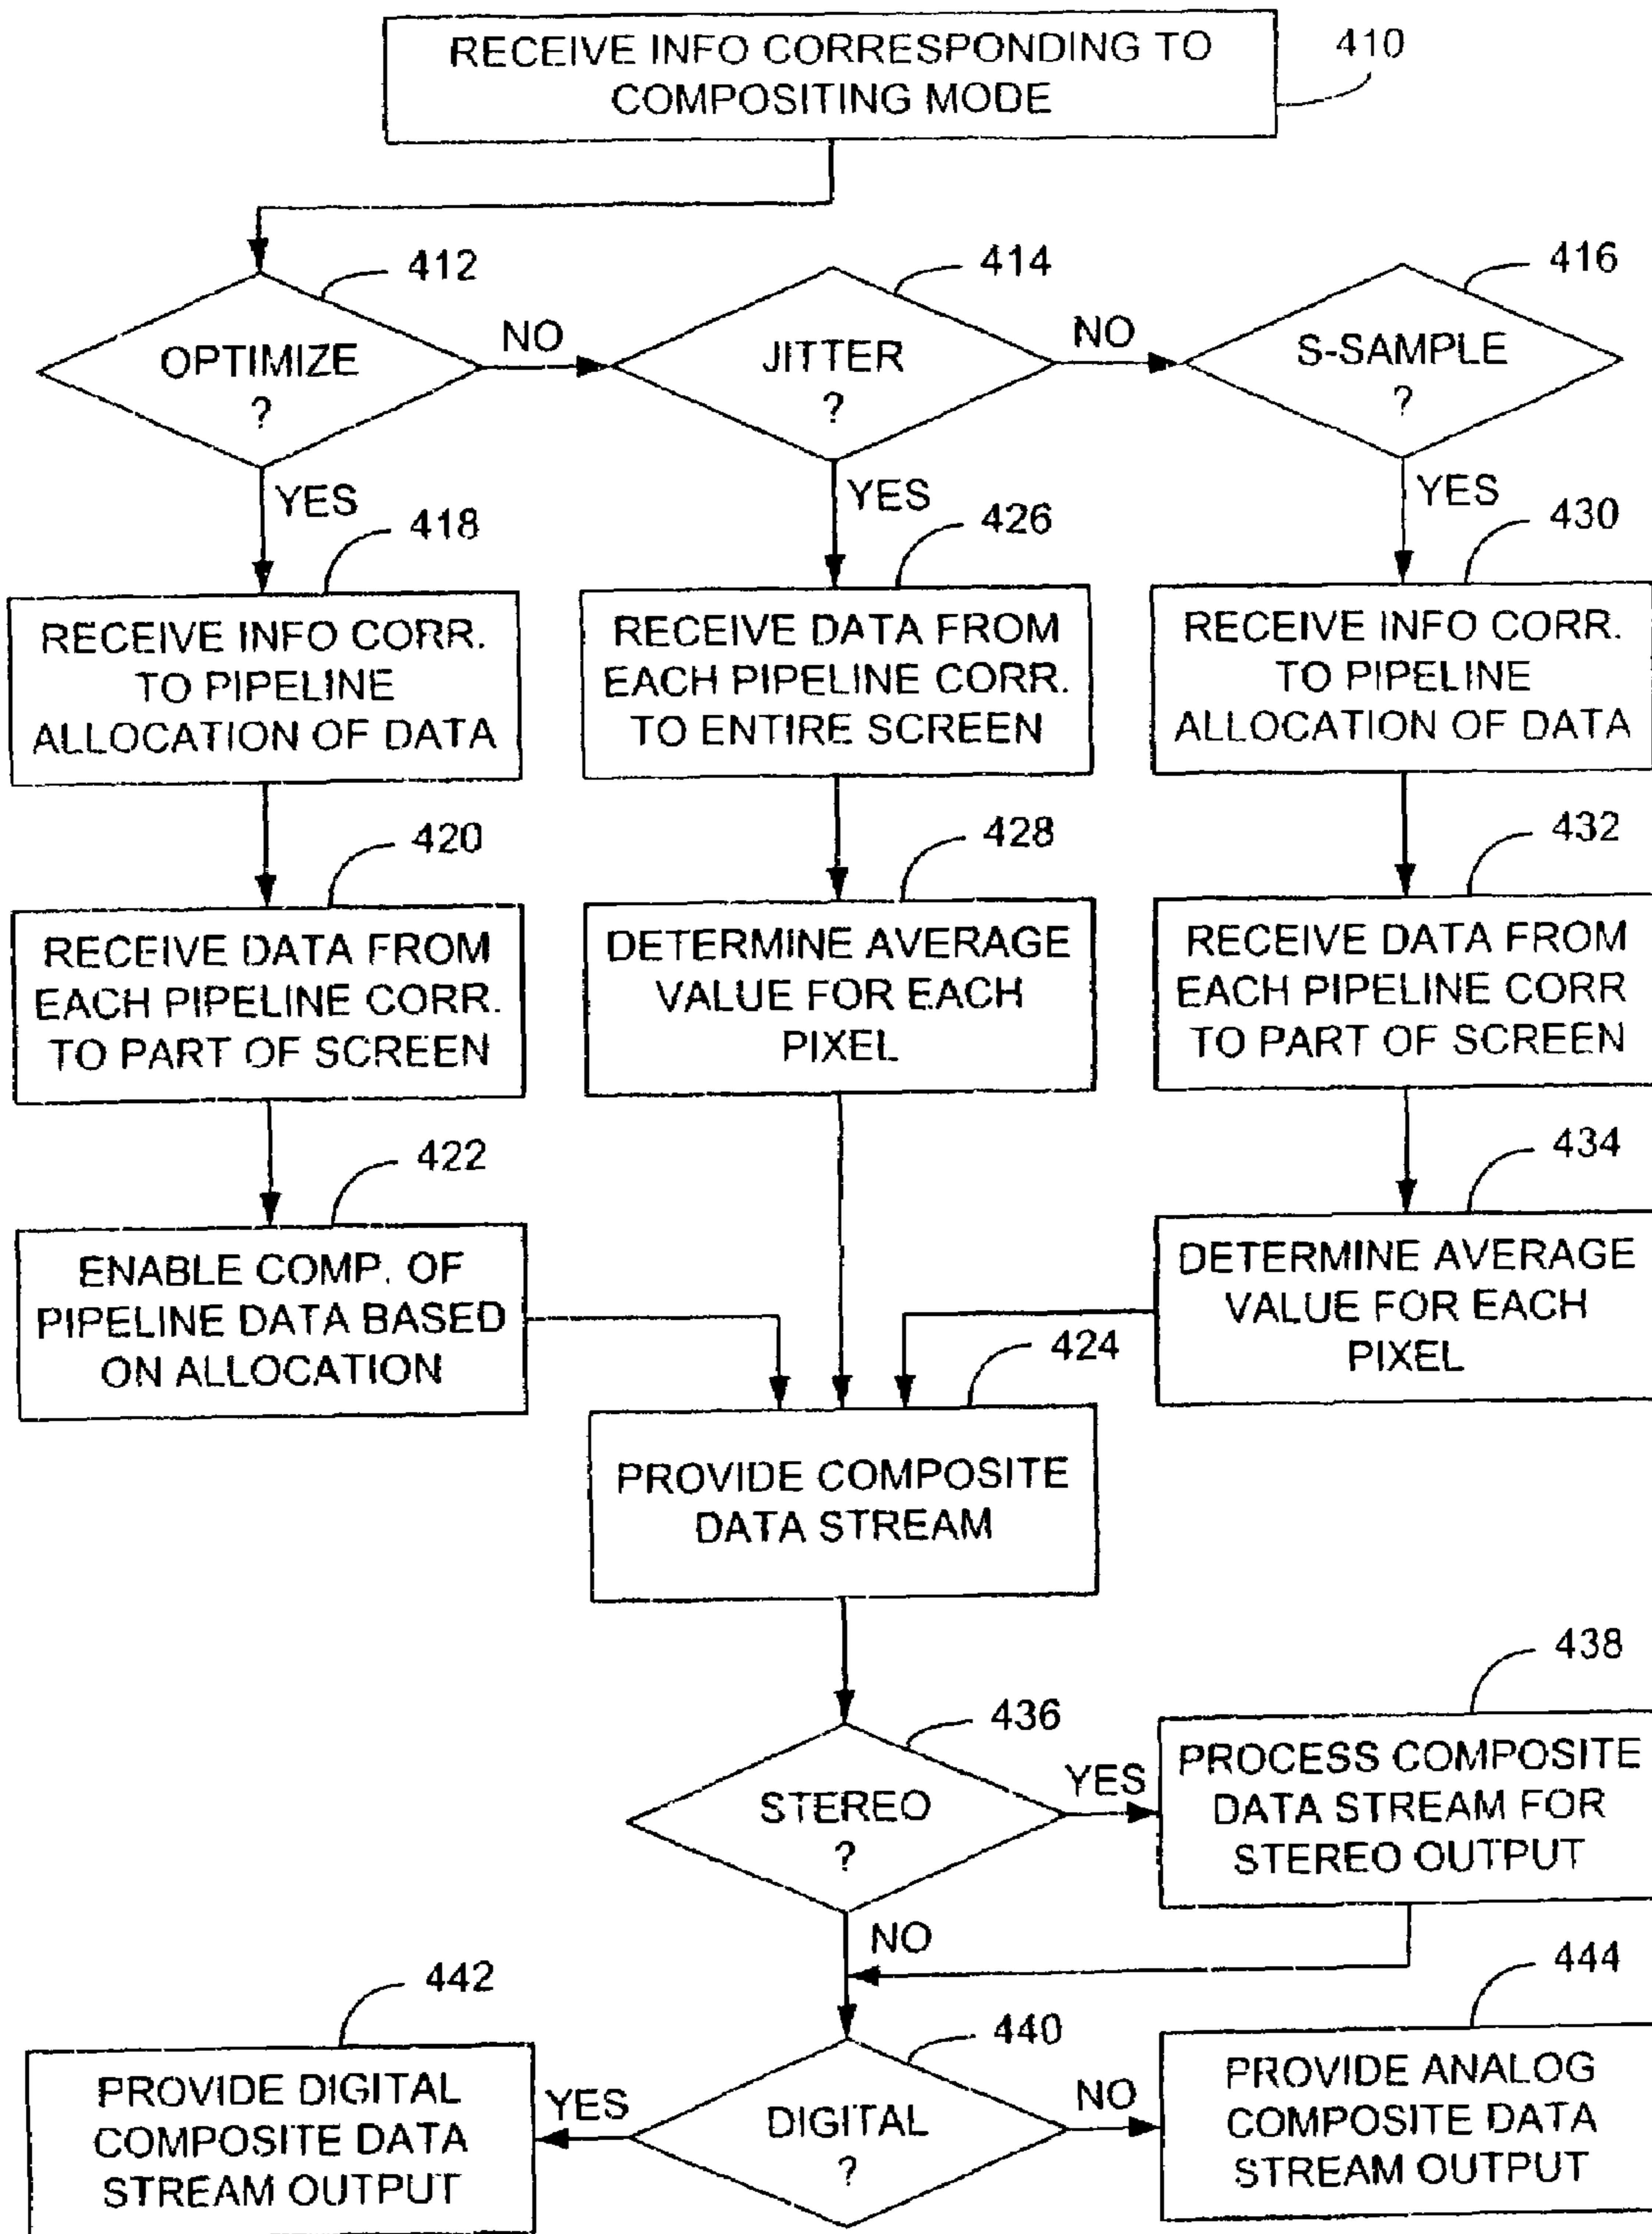 RECEIVE INFO CORRESPONDING TO
COMPOSITING MODE
410
412
414
416
OPTIMIZE
?
NO
JITTER
?
NO
S-SAMPLE
?
YES
YES
YES
418
426
430
RECEIVE INFO CORR.
TO PIPELINE
ALLOCATION OF DATA
RECEIVE DATA FROM
EACH PIPELINE CORR.
TO ENTIRE SCREEN
RECEIVE INFO CORR.
TO PIPELINE
ALLOCATION OF DATA
420
428
432
RECEIVE DATA FROM
EACH PIPELINE CORR.
TO PART OF SCREEN
DETERMINE AVERAGE
VALUE FOR EACH
PIXEL
RECEIVE DATA FROM
EACH PIPELINE CORR
TO PART OF SCREEN
422
434
ENABLE COMP. OF
PIPELINE DATA BASED
ON ALLOCATION
DETERMINE AVERAGE
VALUE FOR EACH
PIXEL
424
PROVIDE COMPOSITE
DATA STREAM
436
438
STEREO
?
YES
PROCESS COMPOSITE
DATA STREAM FOR
STEREO OUTPUT
NO
442
440
444
PROVIDE DIGITAL
COMPOSITE DATA
STREAM OUTPUT
YES
DIGITAL
?
NO
PROVIDE ANALOG
COMPOSITE DATA
STREAM OUTPUT